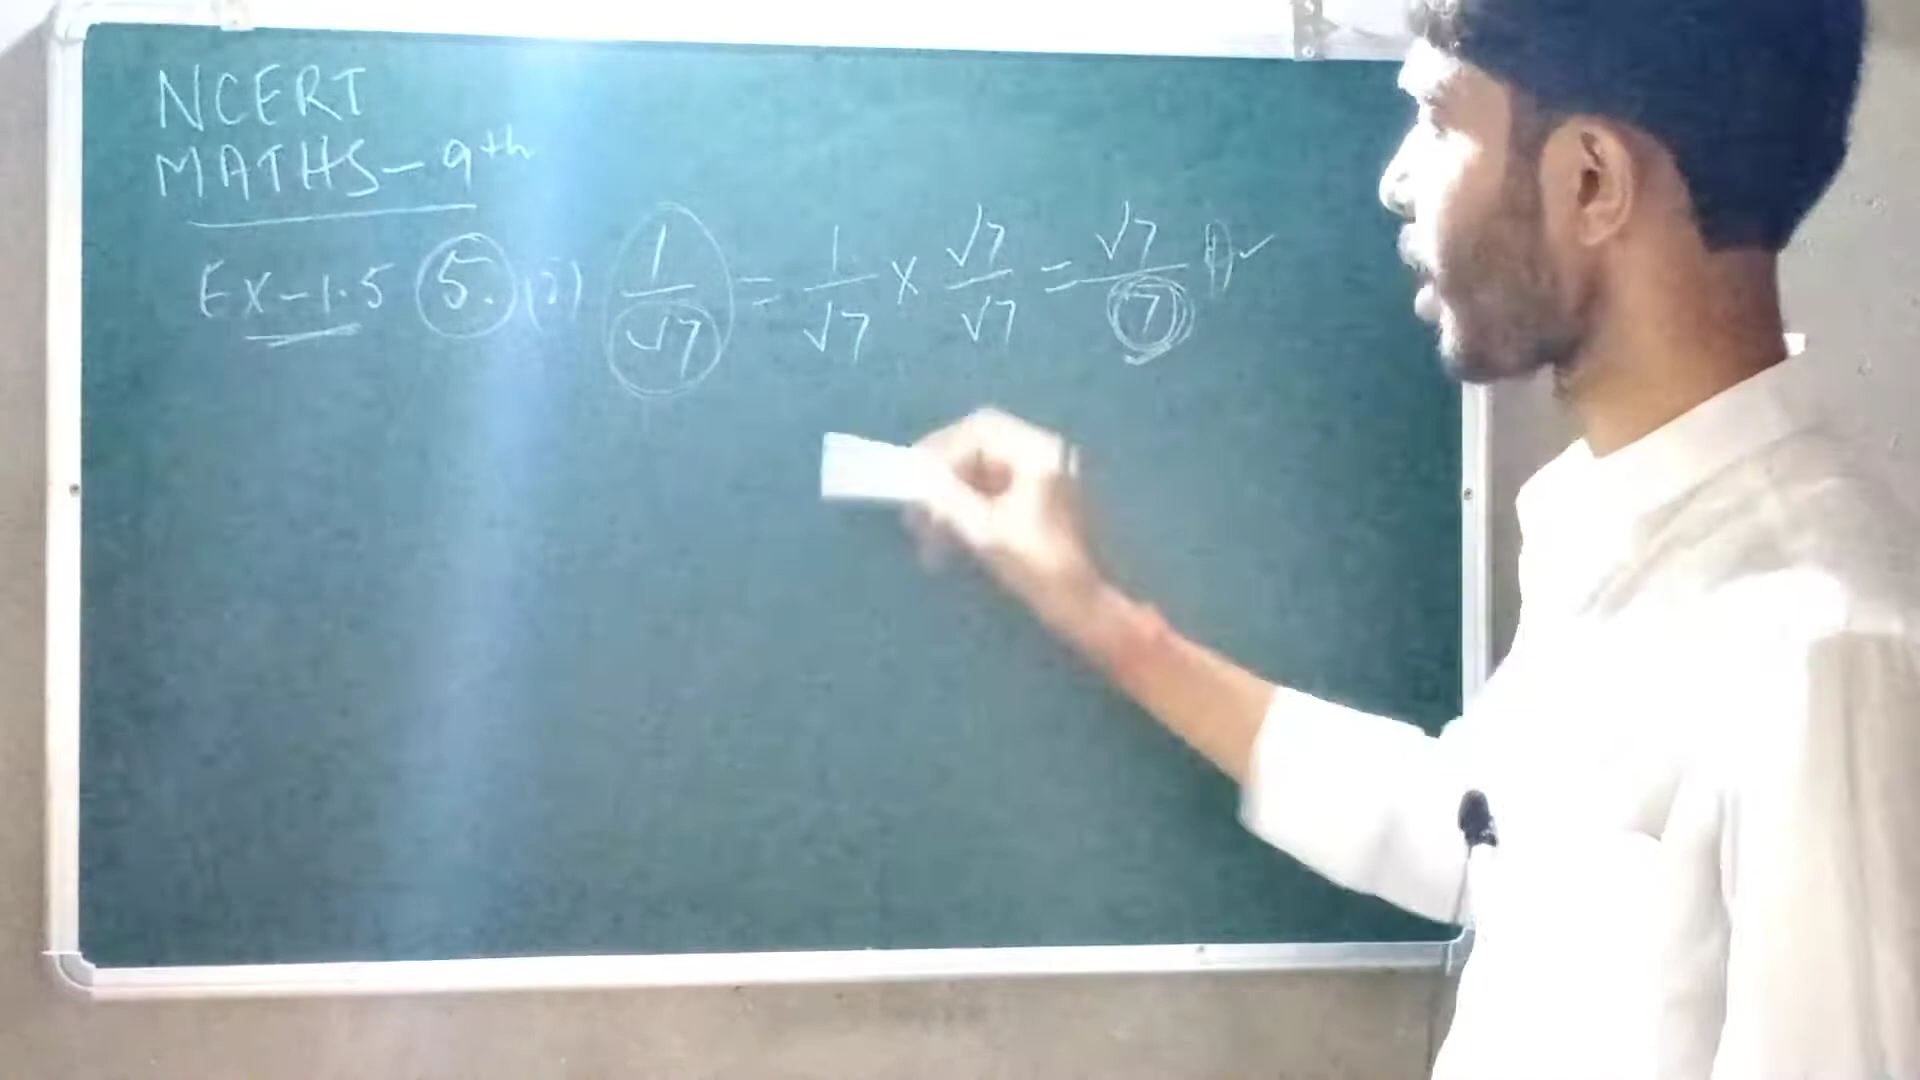 NCERT
MATHS-9th
Ex-1.5 5. (i) 1/√7 = 1/√7 × √7/√7 = √7/7